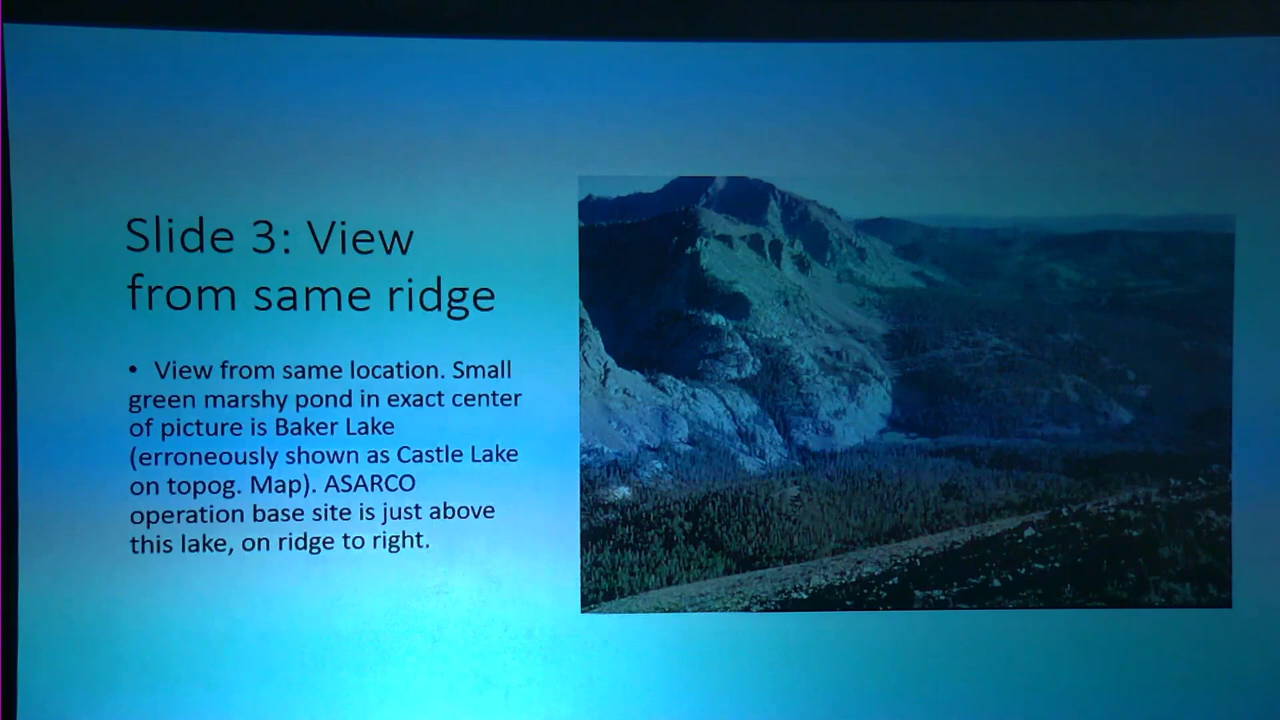 Slide 3: View
from same ridge
• View from same location. Small
green marshy pond in exact center
of picture is Baker Lake
(erroneously shown as Castle Lake
on topog. Map). ASARCO
operation base site is just above
this lake, on ridge to right.